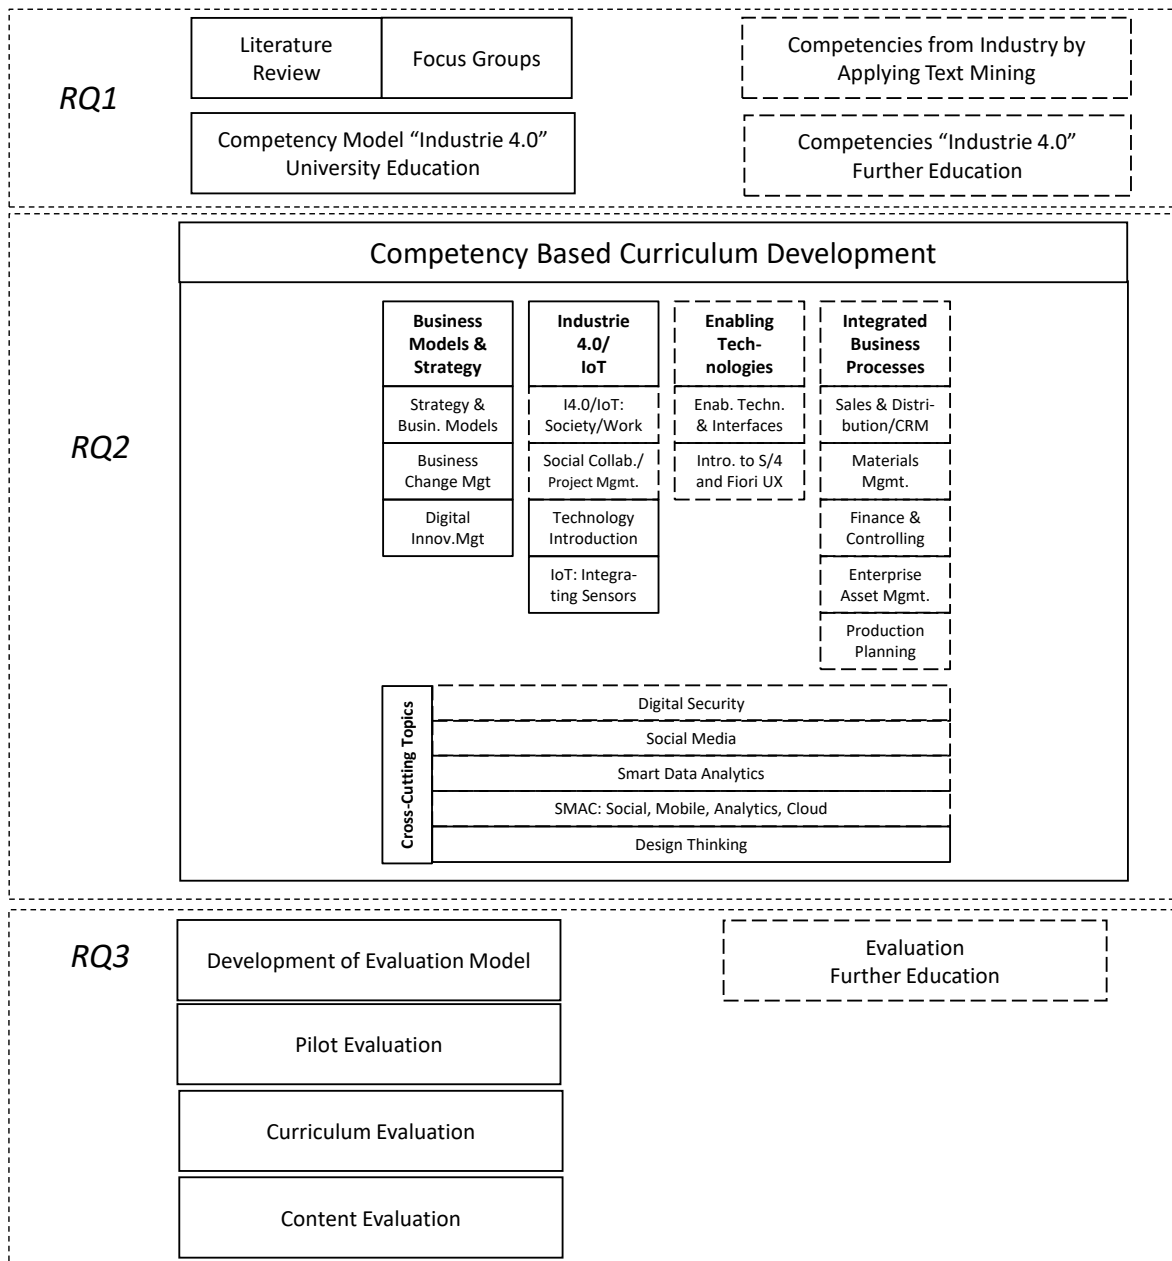 RQ1
Literature
Review
Focus Groups
Competencies from Industry by
Applying Text Mining
Competency Model “Industrie 4.0”
University Education
Competencies “Industrie 4.0”
Further Education
RQ2
Competency Based Curriculum Development
Business
Models &
Strategy
Strategy &
Busin. Models
Business
Change Mgt
Digital
Innov.Mgt
Industrie
4.0/
IoT
I4.0/IoT:
Society/Work
Social Collab./
Project Mgmt.
Technology
Introduction
IoT: Integra-
ting Sensors
Enabling
Tech-
nologies
Enab. Techn.
& Interfaces
Intro. to S/4
and Fiori UX
Integrated
Business
Processes
Sales & Distri-
bution/CRM
Materials
Mgmt.
Finance &
Controlling
Enterprise
Asset Mgmt.
Production
Planning
Cross-Cutting Topics
Digital Security
Social Media
Smart Data Analytics
SMAC: Social, Mobile, Analytics, Cloud
Design Thinking
RQ3
Development of Evaluation Model
Evaluation
Further Education
Pilot Evaluation
Curriculum Evaluation
Content Evaluation